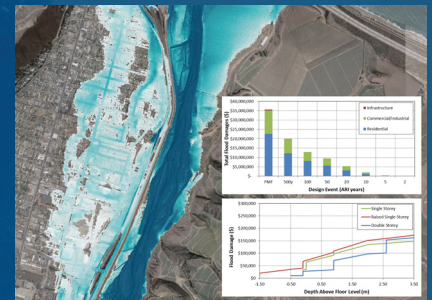 $40,000,000
$35,000,000
$30,000,000
$25,000,000
$20,000,000
$15,000,000
$10,000,000
$5,000,000
$-
Total Flood Damages ($)
Infrastructure
Commercial/Industrial
Residential
PMF 500y 100 50 20 10 5 2
Design Event (ARI years)
$300,000
$250,000
$200,000
$150,000
$100,000
$50,000
$0
Flood Damage ($)
Single Storey
Raised Single Storey
Double Storey
-1.50 -0.50 0.50 1.50 2.50 3.50
Depth Above Floor Level (m)